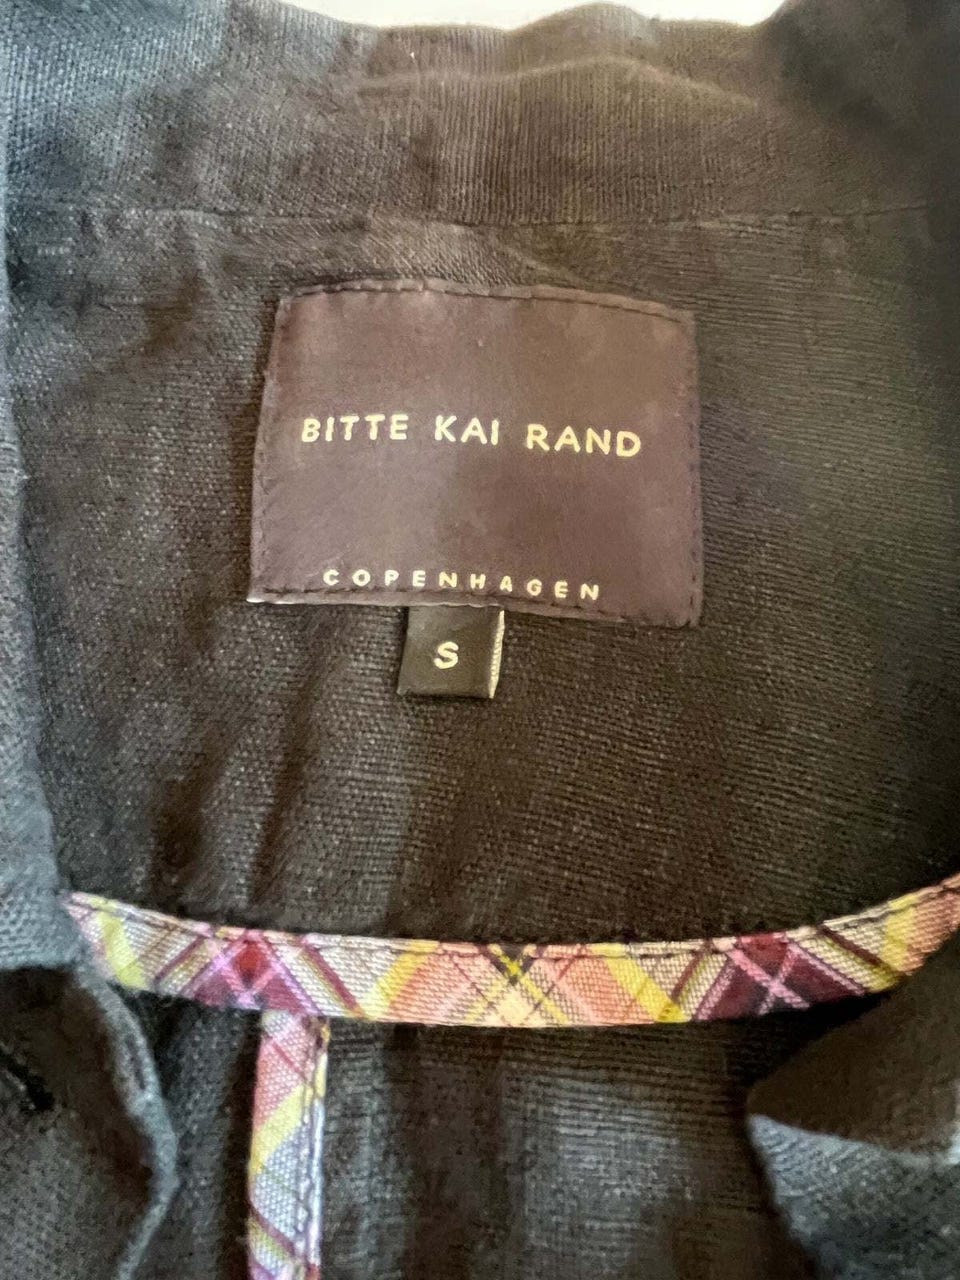 BITTE KAI RAND
COPENHAGEN
S